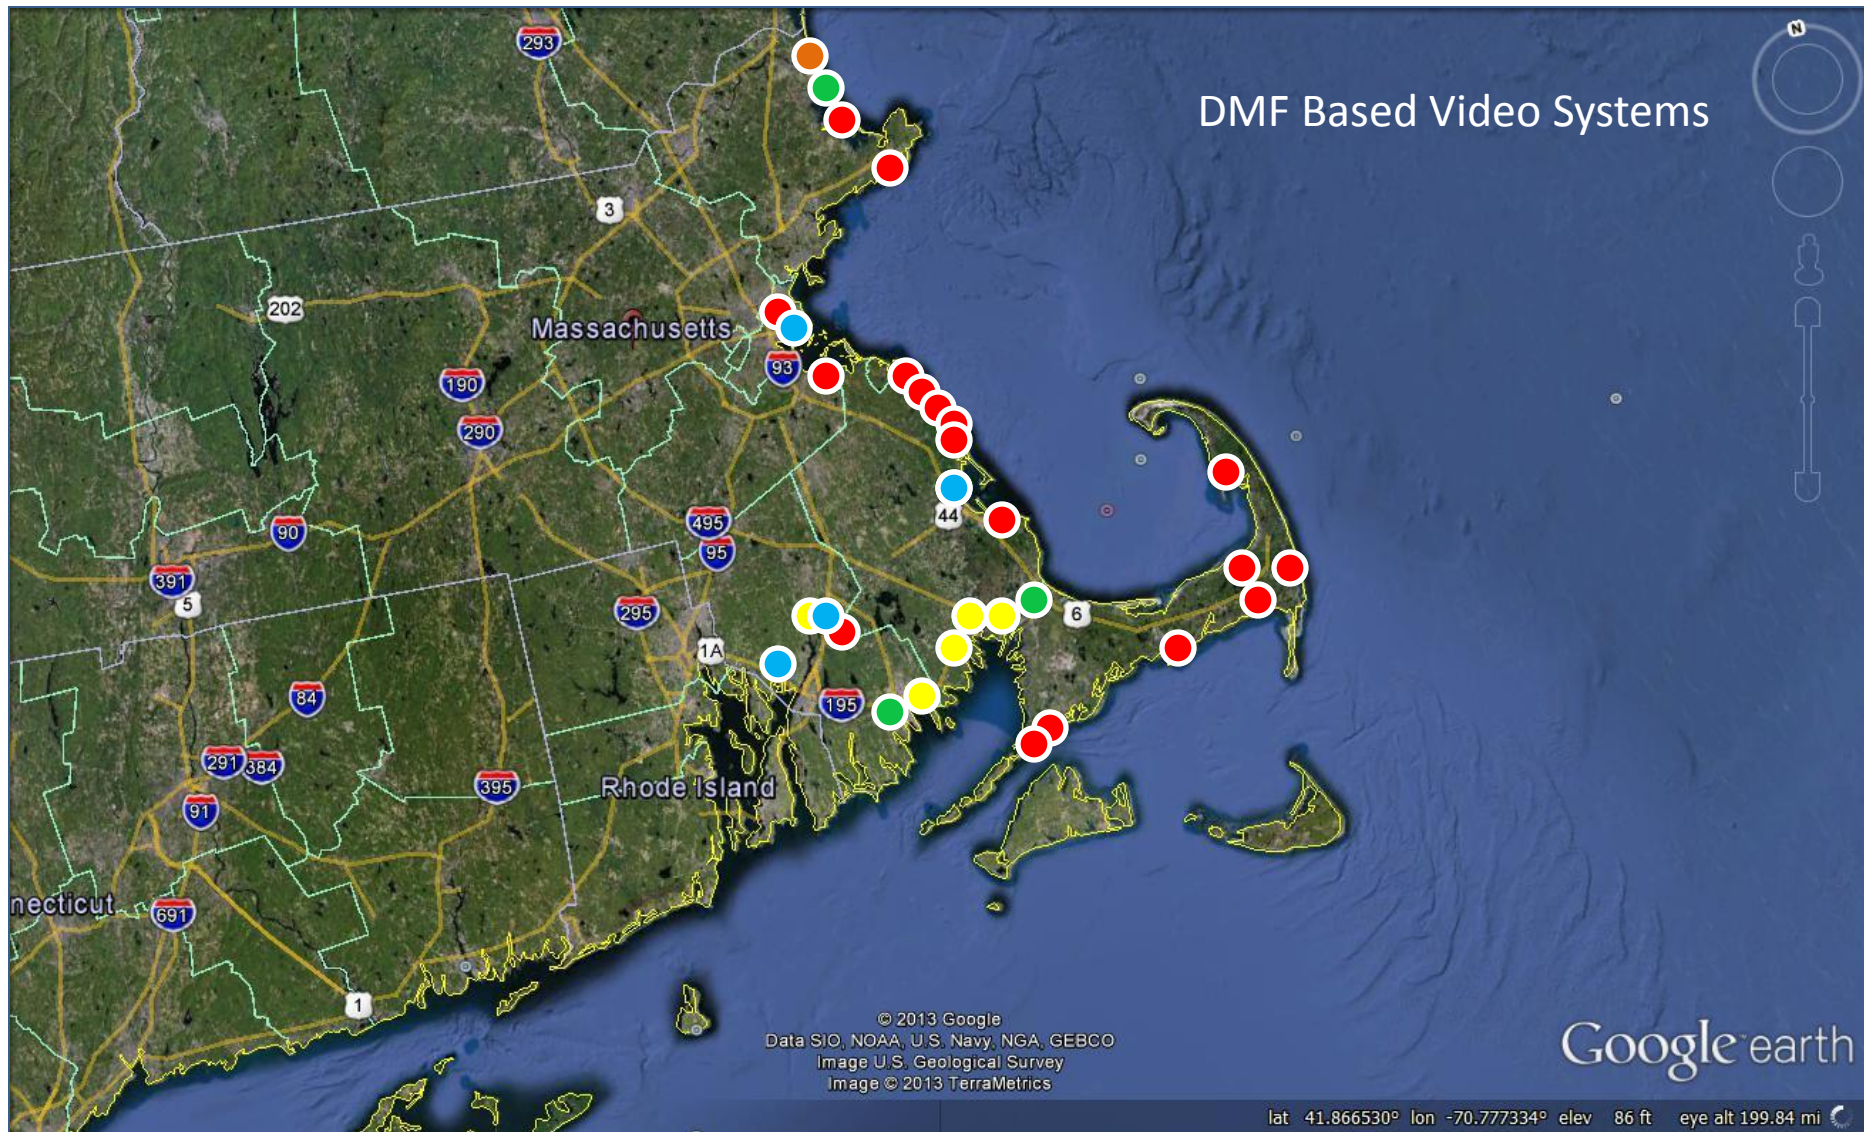 293
N
DMF Based Video Systems
3
202
Massachusetts
93
190
290
495
44
90
95
391
5
295
6
1A
84
195
291
384
395
Rhode Island
91
necticut
691
1
© 2013 Google
Data SIO, NOAA, U.S. Navy, NGA, GEBCO
Image U.S. Geological Survey
Image © 2013 TerraMetrics
Google earth
lat 41.866530° lon -70.777334° elev 86 ft eye alt 199.84 mi